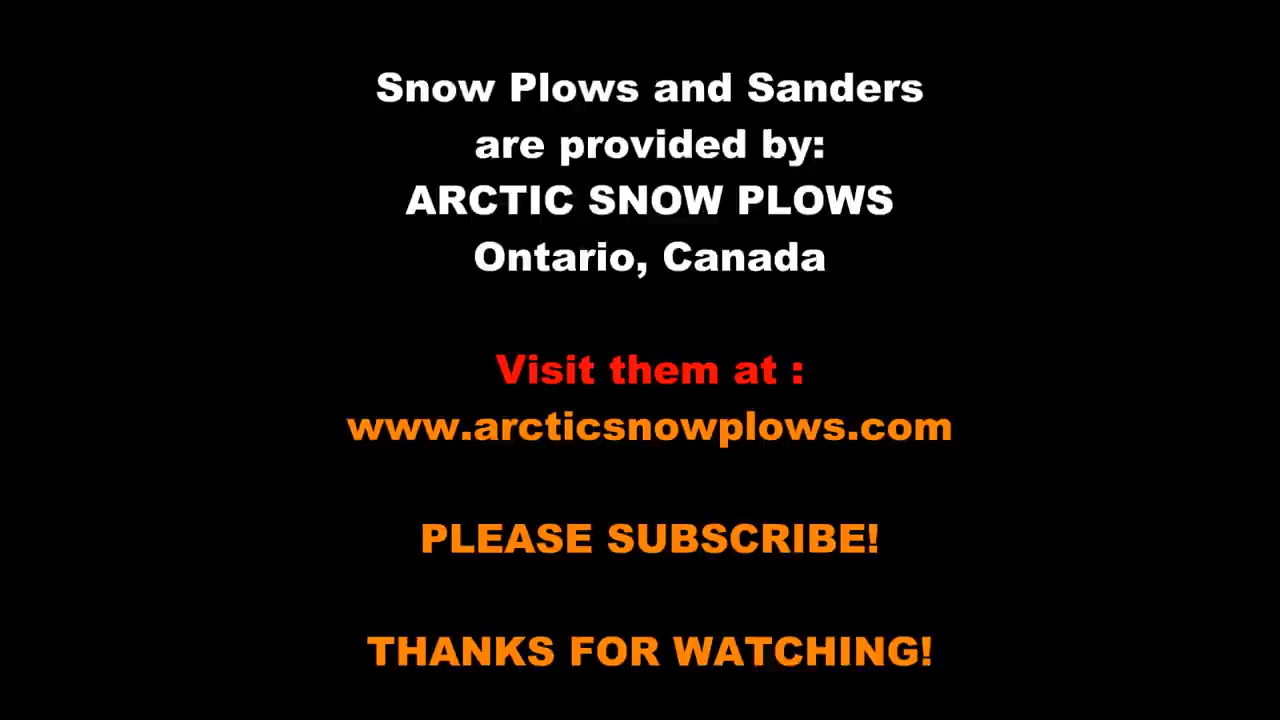 Snow Plows and Sanders
are provided by:
ARCTIC SNOW PLOWS
Ontario, Canada
Visit them at :
www.arcticsnowplows.com
PLEASE SUBSCRIBE!
THANKS FOR WATCHING!